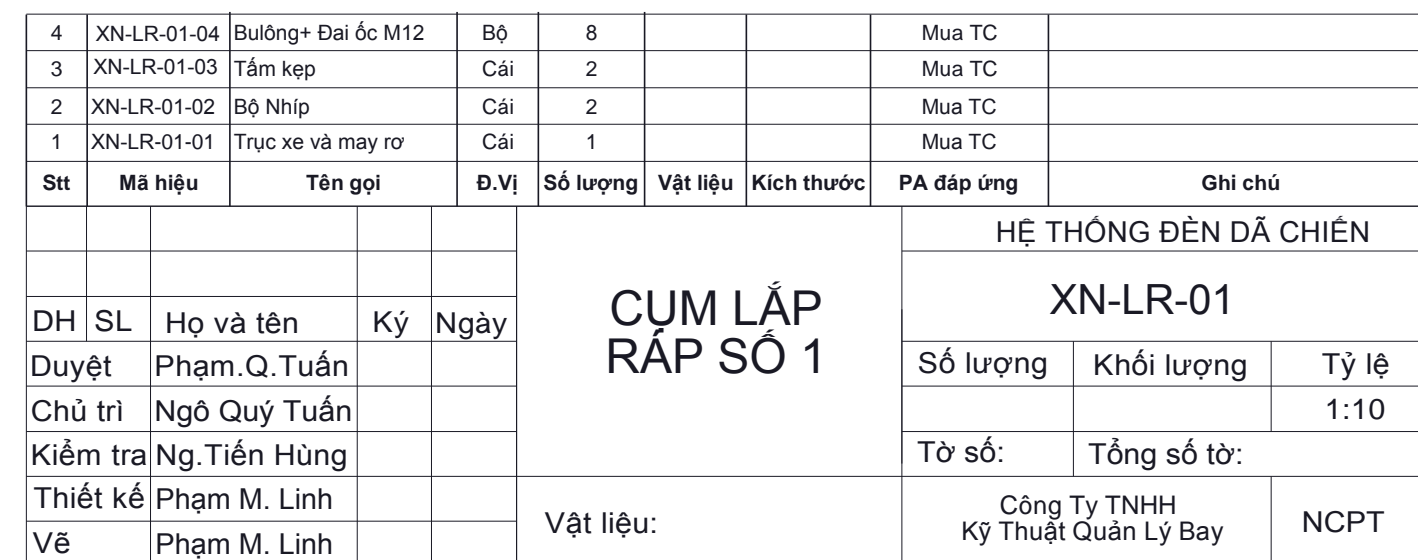 4 XN-LR-01-04 Bulông+ Đai ốc M12 Bộ 8 Mua TC
3 XN-LR-01-03 Tấm kẹp Cái 2 Mua TC
2 XN-LR-01-02 Bộ Nhíp Cái 2 Mua TC
1 XN-LR-01-01 Trục xe và may rơ Cái 1 Mua TC
Stt Mã hiệu Tên gọi Đ.Vị Số lượng Vật liệu Kích thước PA đáp ứng Ghi chú
HỆ THỐNG ĐÈN DÃ CHIẾN
XN-LR-01
CỤM LẮP
RÁP SỐ 1
DH SL Họ và tên Ký Ngày
Duyệt Phạm.Q.Tuấn
Chủ trì Ngô Quý Tuấn
Kiểm tra Ng.Tiến Hùng
Thiết kế Phạm M. Linh
Vẽ Phạm M. Linh
Số lượng Khối lượng Tỷ lệ
1:10
Tờ số: Tổng số tờ:
Vật liệu:
Công Ty TNHH
Kỹ Thuật Quản Lý Bay
NCPT